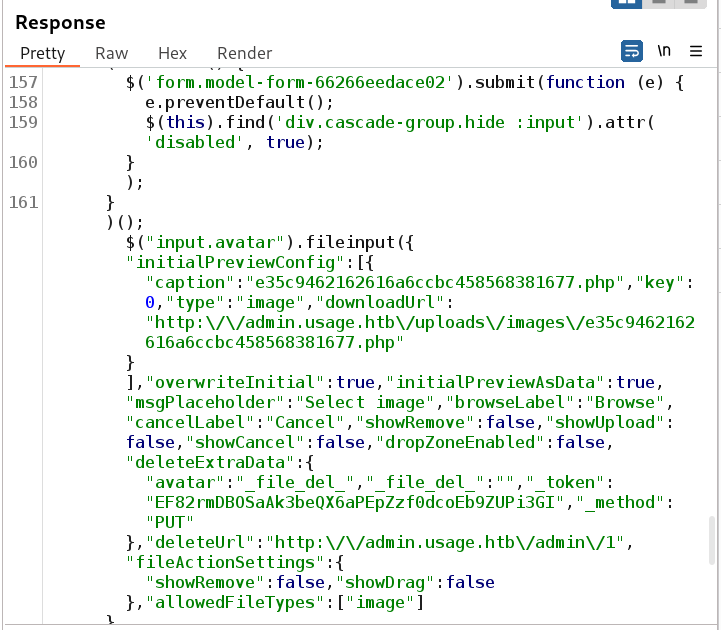 Response
Pretty Raw Hex Render \n
157 $('form.model-form-66266eedace02').submit(function (e) {
158 e.preventDefault();
159 $(this).find('div.cascade-group.hide :input').attr(
'disabled', true);
160 }
);
161 }
)();
$("input.avatar").fileinput({
"initialPreviewConfig":[{
"caption":"e35c9462162616a6ccbc458568381677.php","key":
0,"type":"image","downloadUrl":
"http:\/\/admin.usage.htb\/uploads\/images\/e35c9462162
616a6ccbc458568381677.php"
}
],"overwriteInitial":true,"initialPreviewAsData":true,
"msgPlaceholder":"Select image","browseLabel":"Browse",
"cancelLabel":"Cancel","showRemove":false,"showUpload":
false,"showCancel":false,"dropZoneEnabled":false,
"deleteExtraData":{
"avatar":"_file_del_","_file_del_":"","_token":
"EF82rmDBOSaAk3beQX6aPEpZzf0dcoEb9ZUPi3GI","_method":
"PUT"
},"deleteUrl":"http:\/\/admin.usage.htb\/admin\/1",
"fileActionSettings":{
"showRemove":false,"showDrag":false
},"allowedFileTypes":["image"]
}